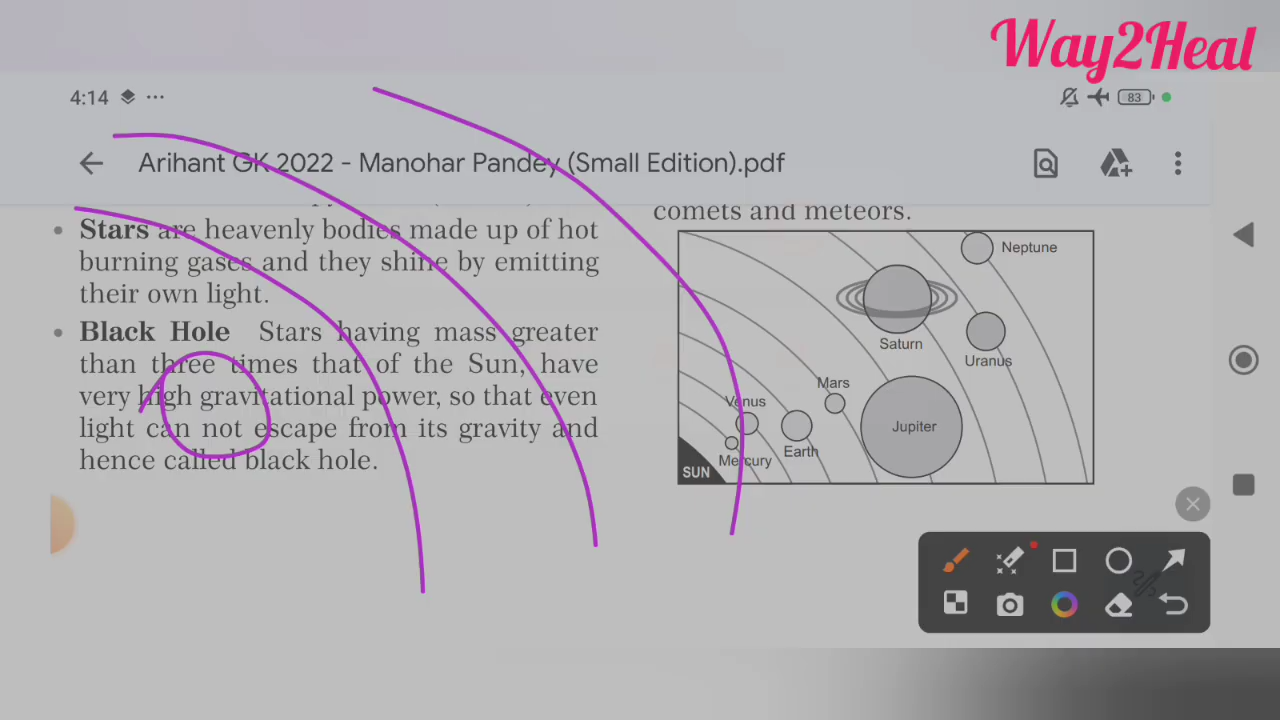 Way2Heal
4:14
83
Arihant GK 2022 - Manohar Pandey (Small Edition).pdf
Stars are heavenly bodies made up of hot
burning gases and they shine by emitting
their own light.
Black Hole Stars having mass greater
than three times that of the Sun, have
very high gravitational power, so that even
light can not escape from its gravity and
hence called black hole.
comets and meteors.
Neptune
Saturn
Uranus
Mars
Venus
Jupiter
Earth
Mercury
SUN